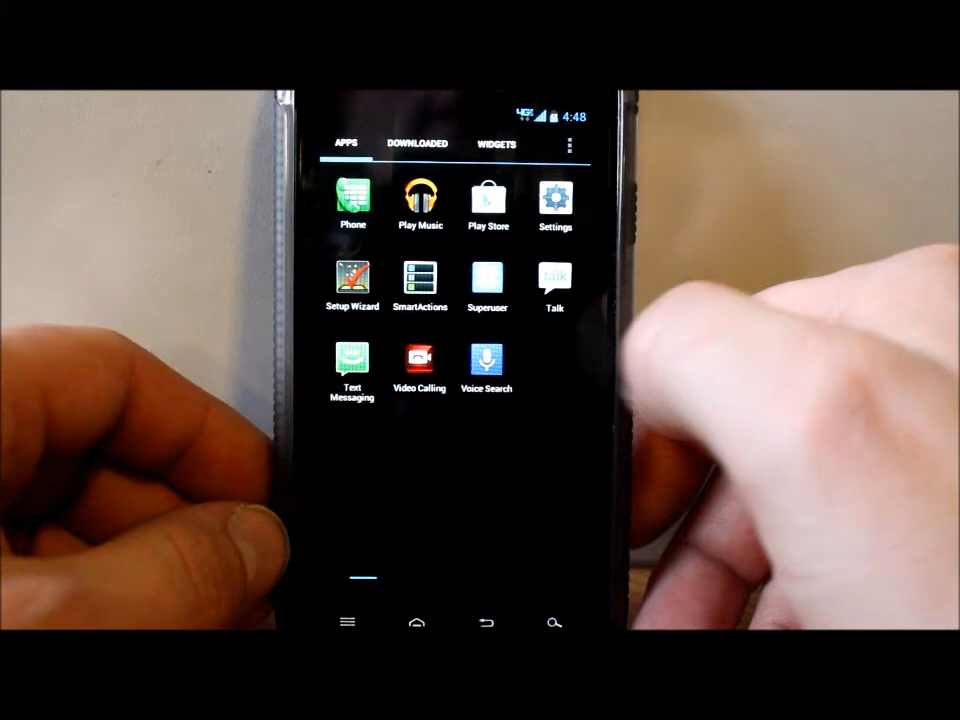 4G 4:48
APPS DOWNLOADED WIDGETS
Phone Play Music Play Store Settings
Setup Wizard SmartActions Superuser Talk
talk
Text Messaging Video Calling Voice Search